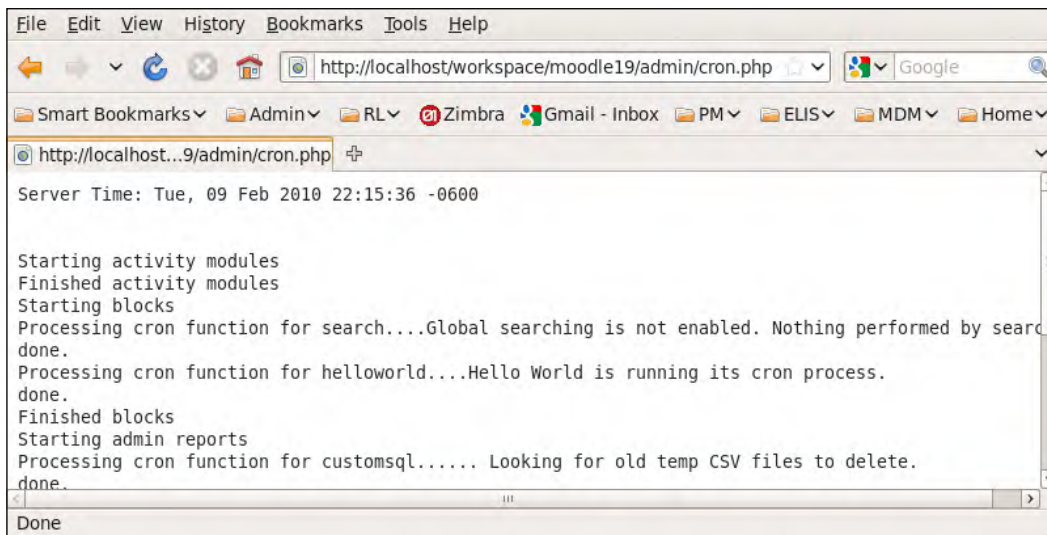 File Edit View History Bookmarks Tools Help
http://localhost/workspace/moodle19/admin/cron.php Google
Smart Bookmarks Admin RL Zimbra Gmail - Inbox PM ELIS MDM Home
http://localhost...9/admin/cron.php
Server Time: Tue, 09 Feb 2010 22:15:36 -0600
Starting activity modules
Finished activity modules
Starting blocks
Processing cron function for search....Global searching is not enabled. Nothing performed by searc
done.
Processing cron function for helloworld....Hello World is running its cron process.
done.
Finished blocks
Starting admin reports
Processing cron function for customsql...... Looking for old temp CSV files to delete.
done.
Done